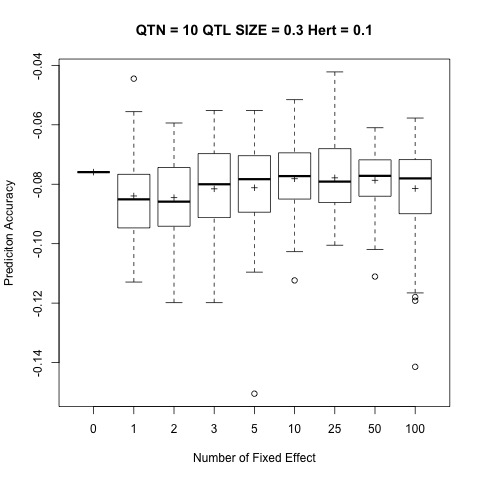 QTN = 10 QTL SIZE = 0.3 Hert = 0.1
-0.04
-0.06
-0.08
-0.10
-0.12
-0.14
Prediciton Accuracy
0 1 2 3 5 10 25 50 100
Number of Fixed Effect